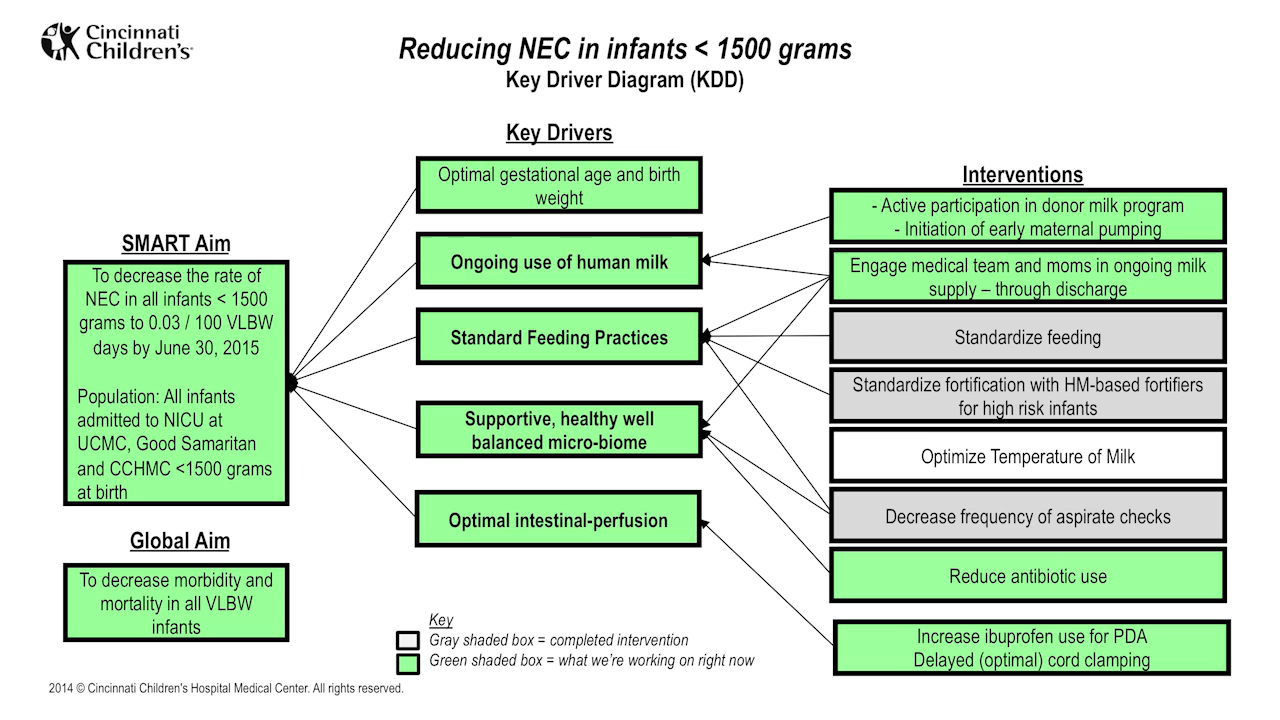 Cincinnati
Children's
Reducing NEC in infants < 1500 grams
Key Driver Diagram (KDD)
SMART Aim
To decrease the rate of
NEC in all infants < 1500
grams to 0.03 / 100 VLBW
days by June 30, 2015
Population: All infants
admitted to NICU at
UCMC, Good Samaritan
and CCHMC <1500 grams
at birth
Global Aim
To decrease morbidity and
mortality in all VLBW
infants
Key Drivers
Optimal gestational age and birth
weight
Ongoing use of human milk
Standard Feeding Practices
Supportive, healthy well
balanced micro-biome
Optimal intestinal-perfusion
Interventions
- Active participation in donor milk program
- Initiation of early maternal pumping
Engage medical team and moms in ongoing milk
supply – through discharge
Standardize feeding
Standardize fortification with HM-based fortifiers
for high risk infants
Optimize Temperature of Milk
Decrease frequency of aspirate checks
Reduce antibiotic use
Increase ibuprofen use for PDA
Delayed (optimal) cord clamping
Key
Gray shaded box = completed intervention
Green shaded box = what we're working on right now
2014 © Cincinnati Children's Hospital Medical Center. All rights reserved.